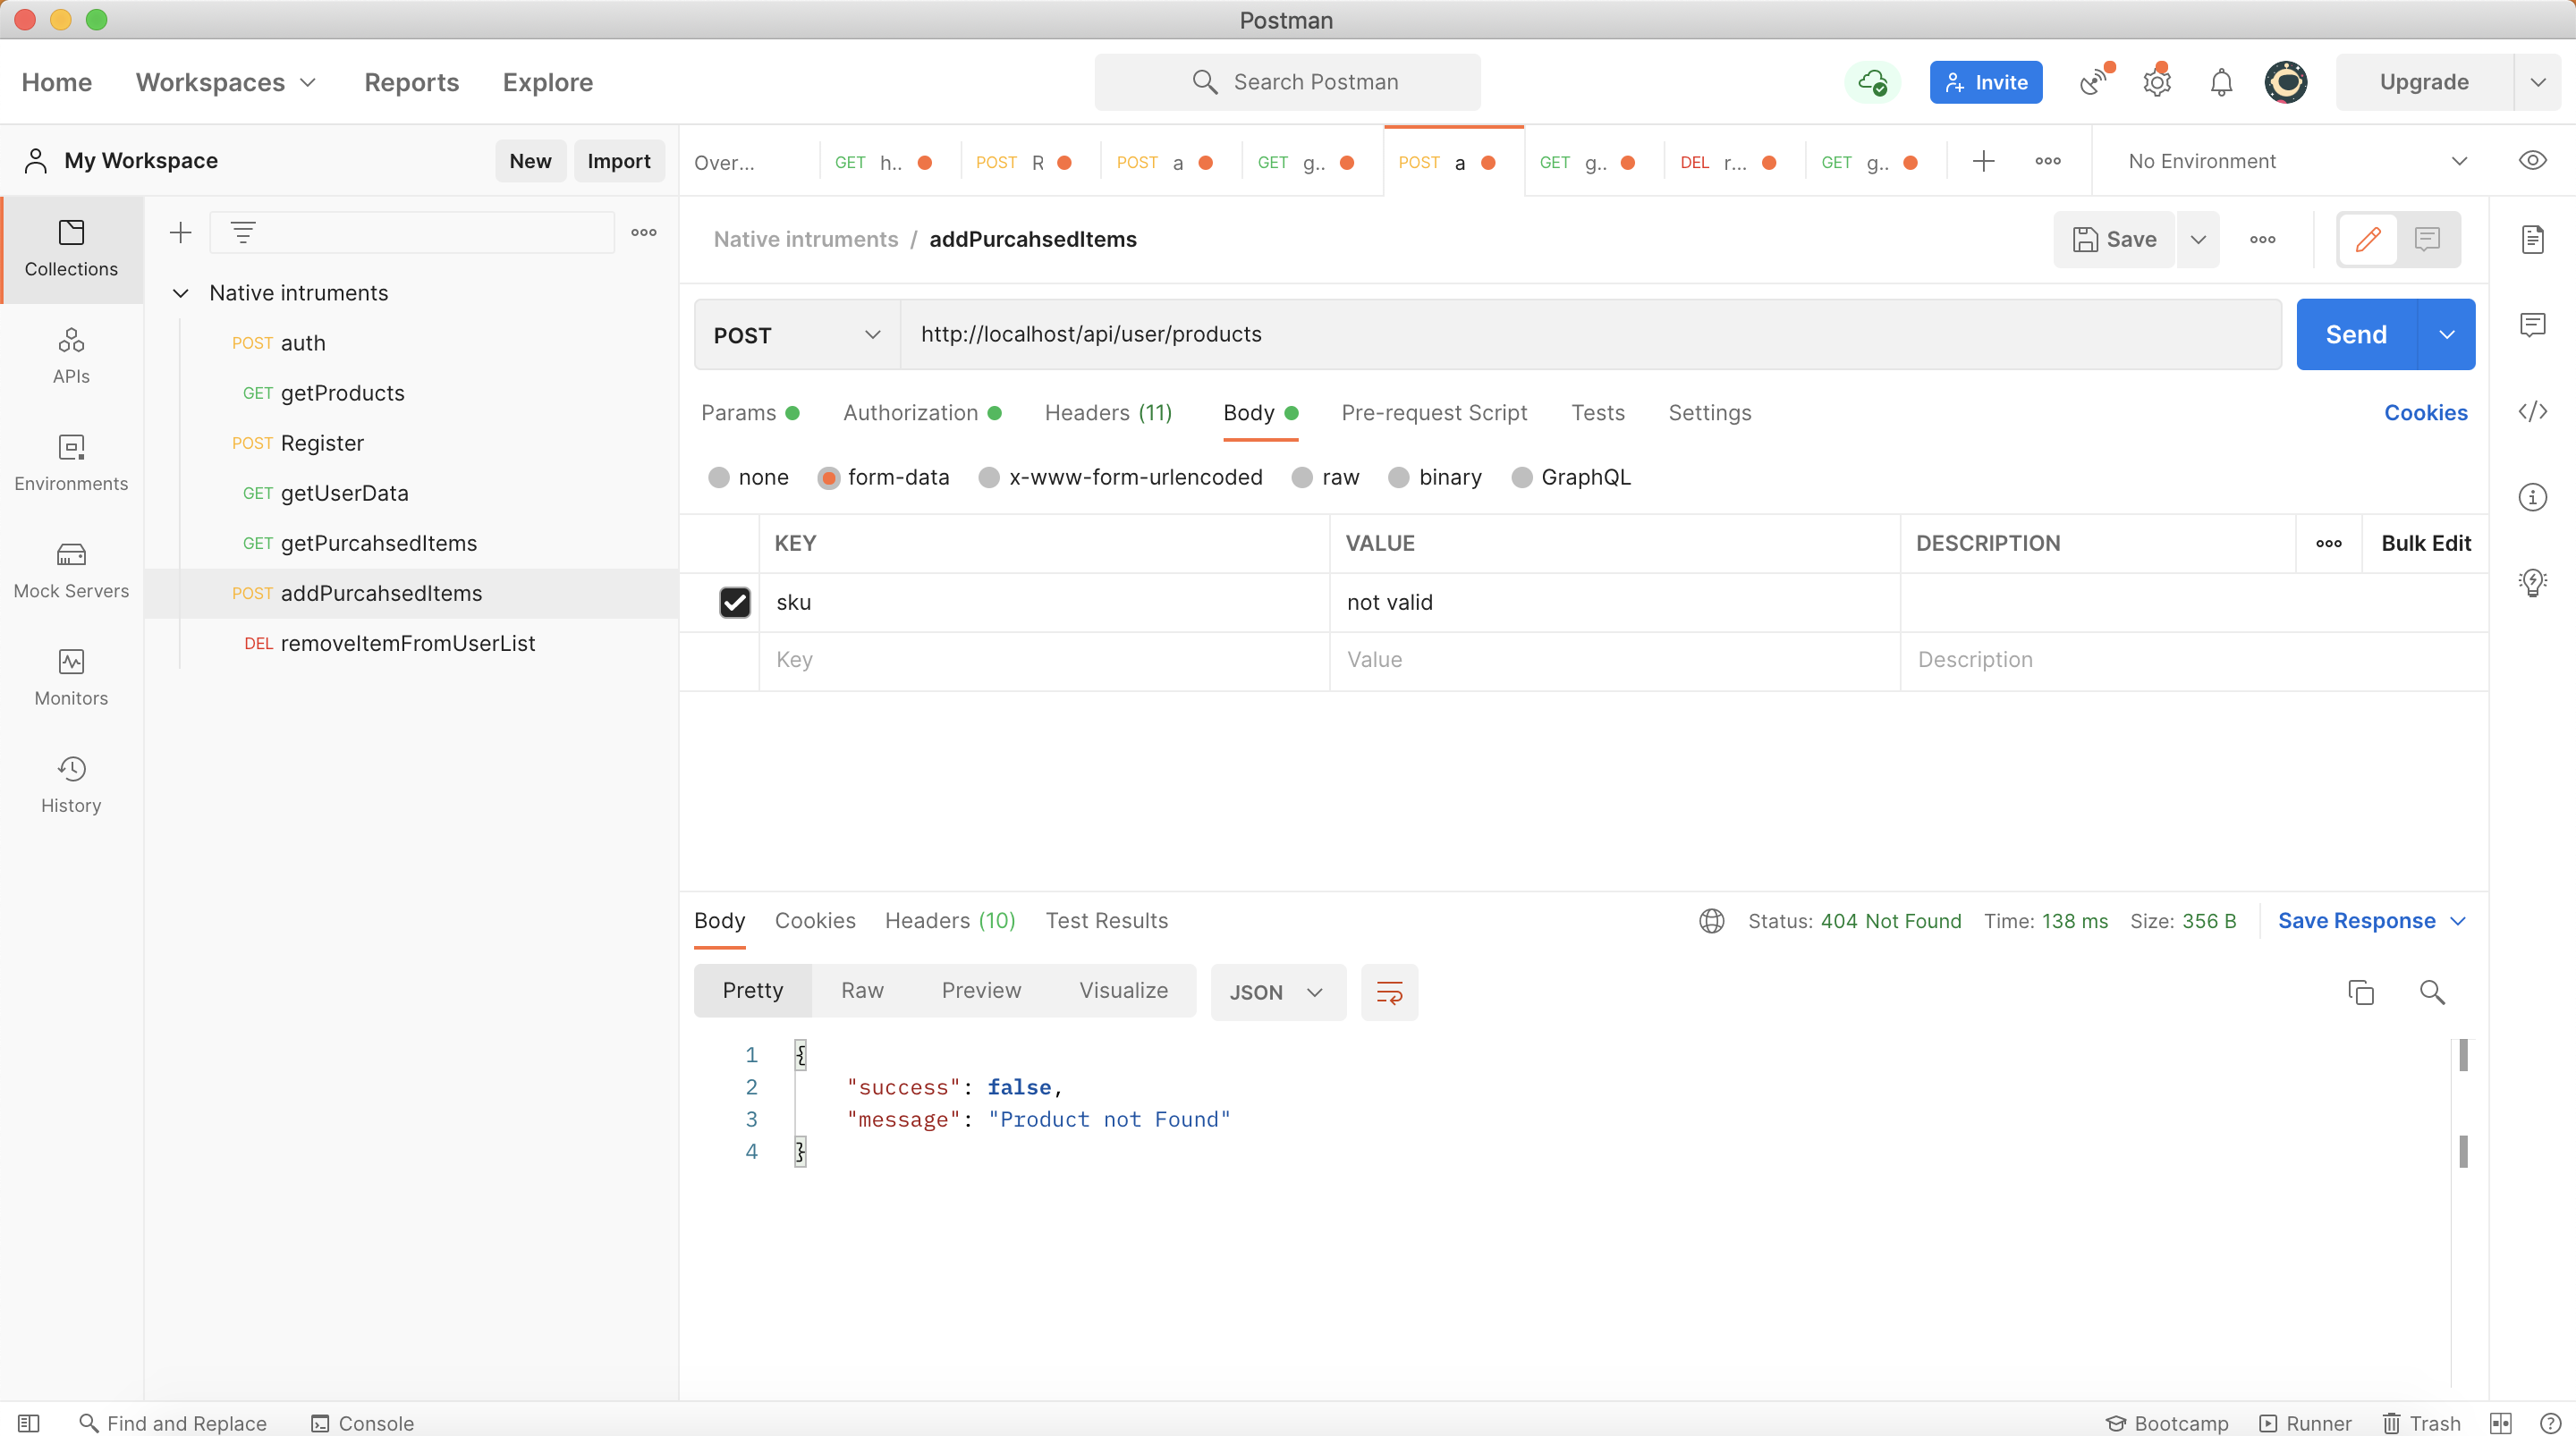 Postman
Home Workspaces Reports Explore Search Postman Invite Upgrade
My Workspace New Import Over... GET h.. POST R POST a GET g.. POST a GET g.. DEL r... GET g.. No Environment
Collections
APIs
Environments
Mock Servers
Monitors
History
Native intruments
POST auth
GET getProducts
POST Register
GET getUserData
GET getPurcahsedItems
POST addPurcahsedItems
DEL removeItemFromUserList
Native intruments / addPurcahsedItems Save
POST http://localhost/api/user/products Send
Params Authorization Headers (11) Body Pre-request Script Tests Settings Cookies
none form-data x-www-form-urlencoded raw binary GraphQL
KEY VALUE DESCRIPTION Bulk Edit
sku not valid
Key Value Description
Body Cookies Headers (10) Test Results Status: 404 Not Found Time: 138 ms Size: 356 B Save Response
Pretty Raw Preview Visualize JSON
1 {
2 "success": false,
3 "message": "Product not Found"
4 }
Find and Replace Console Bootcamp Runner Trash